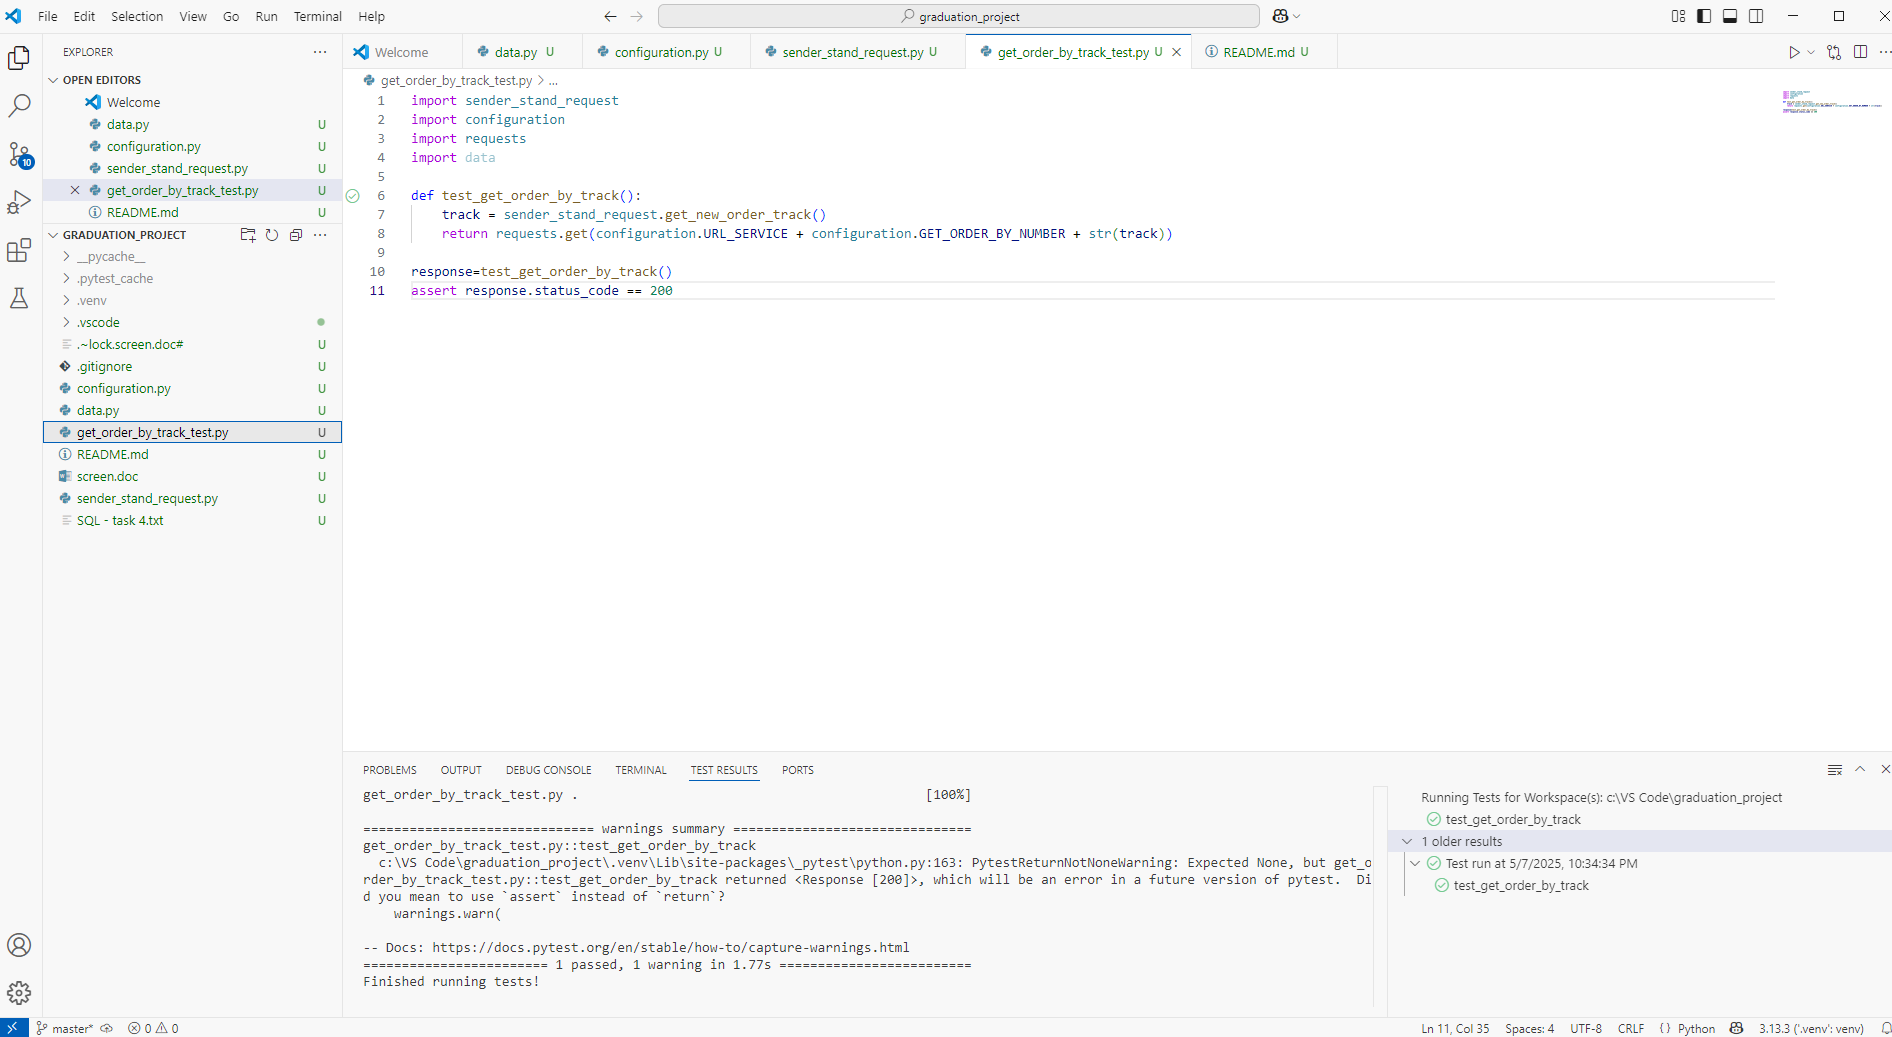 File Edit Selection View Go Run Terminal Help
graduation_project
EXPLORER
OPEN EDITORS
Welcome
data.py U
configuration.py U
sender_stand_request.py U
get_order_by_track_test.py U
README.md U
GRADUATION_PROJECT
__pycache__
.pytest_cache
.venv
.vscode
.~lock.screen.doc# U
.gitignore U
configuration.py U
data.py U
get_order_by_track_test.py U
README.md U
screen.doc U
sender_stand_request.py U
SQL - task 4.txt U
10
Welcome data.py U configuration.py U sender_stand_request.py U get_order_by_track_test.py U README.md U
get_order_by_track_test.py > ...
1 import sender_stand_request
2 import configuration
3 import requests
4 import data
5
6 def test_get_order_by_track():
7 track = sender_stand_request.get_new_order_track()
8 return requests.get(configuration.URL_SERVICE + configuration.GET_ORDER_BY_NUMBER + str(track))
9
10 response=test_get_order_by_track()
11 assert response.status_code == 200
PROBLEMS OUTPUT DEBUG CONSOLE TERMINAL TEST RESULTS PORTS
get_order_by_track_test.py . [100%]
============================== warnings summary ===============================
get_order_by_track_test.py::test_get_order_by_track
c:\VS Code\graduation_project\.venv\Lib\site-packages\_pytest\python.py:163: PytestReturnNotNoneWarning: Expected None, but get_o
rder_by_track_test.py::test_get_order_by_track returned <Response [200]>, which will be an error in a future version of pytest. Di
d you mean to use `assert` instead of `return`?
warnings.warn(
-- Docs: https://docs.pytest.org/en/stable/how-to/capture-warnings.html
======================== 1 passed, 1 warning in 1.77s =========================
Finished running tests!
Running Tests for Workspace(s): c:\VS Code\graduation_project
test_get_order_by_track
1 older results
Test run at 5/7/2025, 10:34:34 PM
test_get_order_by_track
master* 0 0 Ln 11, Col 35 Spaces: 4 UTF-8 CRLF {} Python 3.13.3 ('.venv': venv)